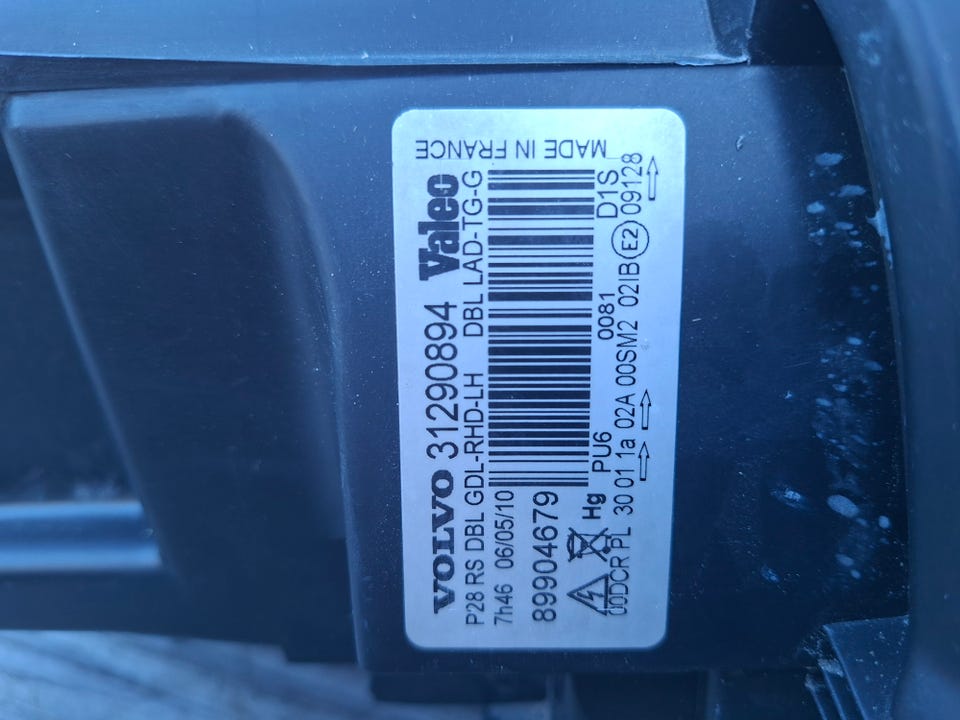 VOLVO 31290894 Valeo
P28 RS DBL GDL-RHD-LH DBL LAD-TG-G
7h46 06/05/10
89904679
Hg PU6 0081 D1S
00DCR PL 30 01 1a 02A 00SM2 02IB E2 09128
MADE IN FRANCE